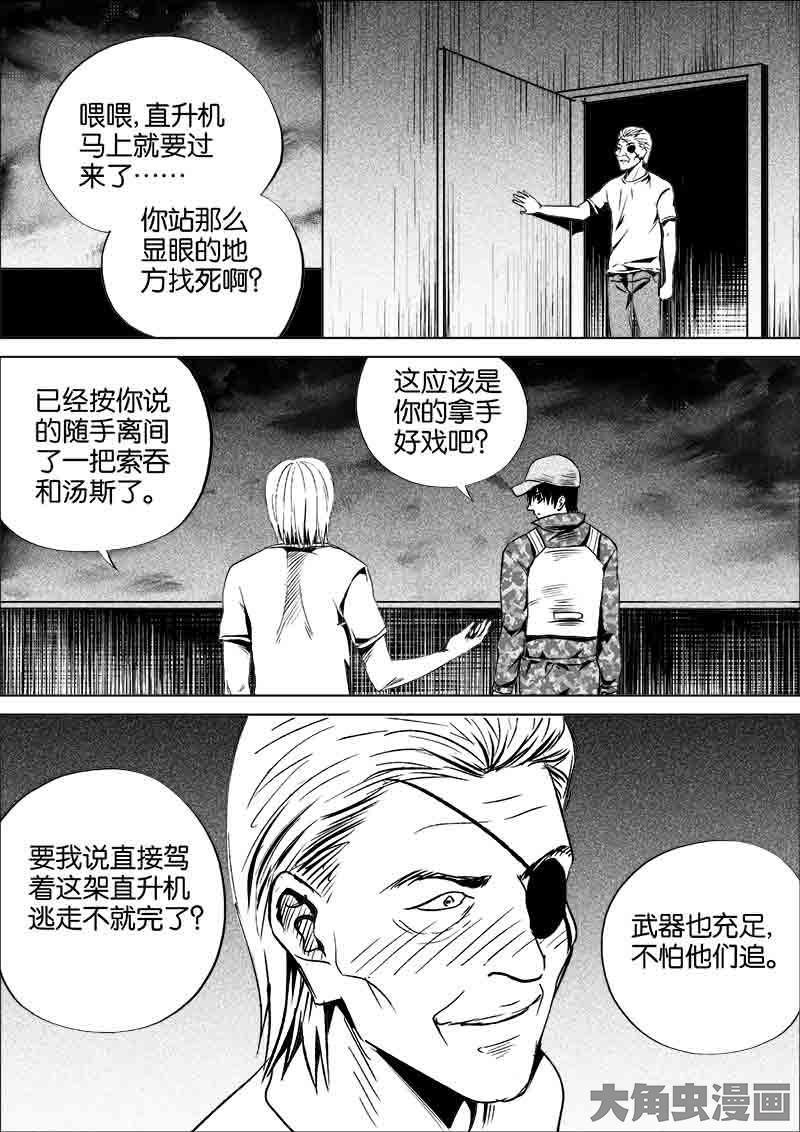 喂喂,直升机
马上就要过
来了……
你站那么
显眼的地
方找死啊?
已经按你说
的随手离间
了一把索吞
和汤斯了。
这应该是
你的拿手
好戏吧?
要我说直接驾
着这架直升机
逃走不就完了?
武器也充足,
不怕他们追。
大角虫漫画